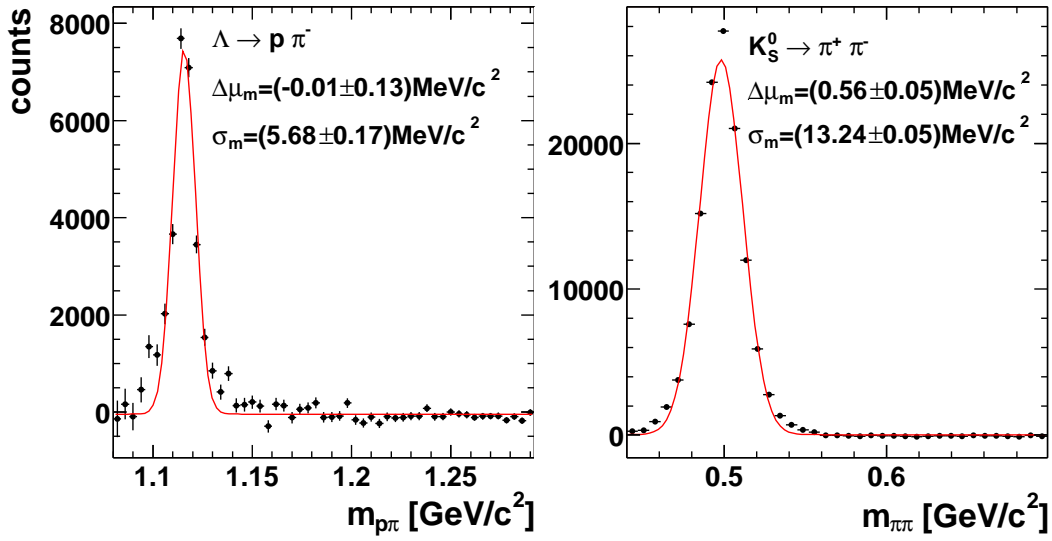 counts
8000
6000
4000
2000
0
Λ → p π-
Δμm=(-0.01±0.13)MeV/c2
σm=(5.68±0.17)MeV/c2
1.1 1.15 1.2 1.25
mpπ [GeV/c2]
20000
10000
0
K0S → π+ π-
Δμm=(0.56±0.05)MeV/c2
σm=(13.24±0.05)MeV/c2
0.5 0.6
mππ [GeV/c2]